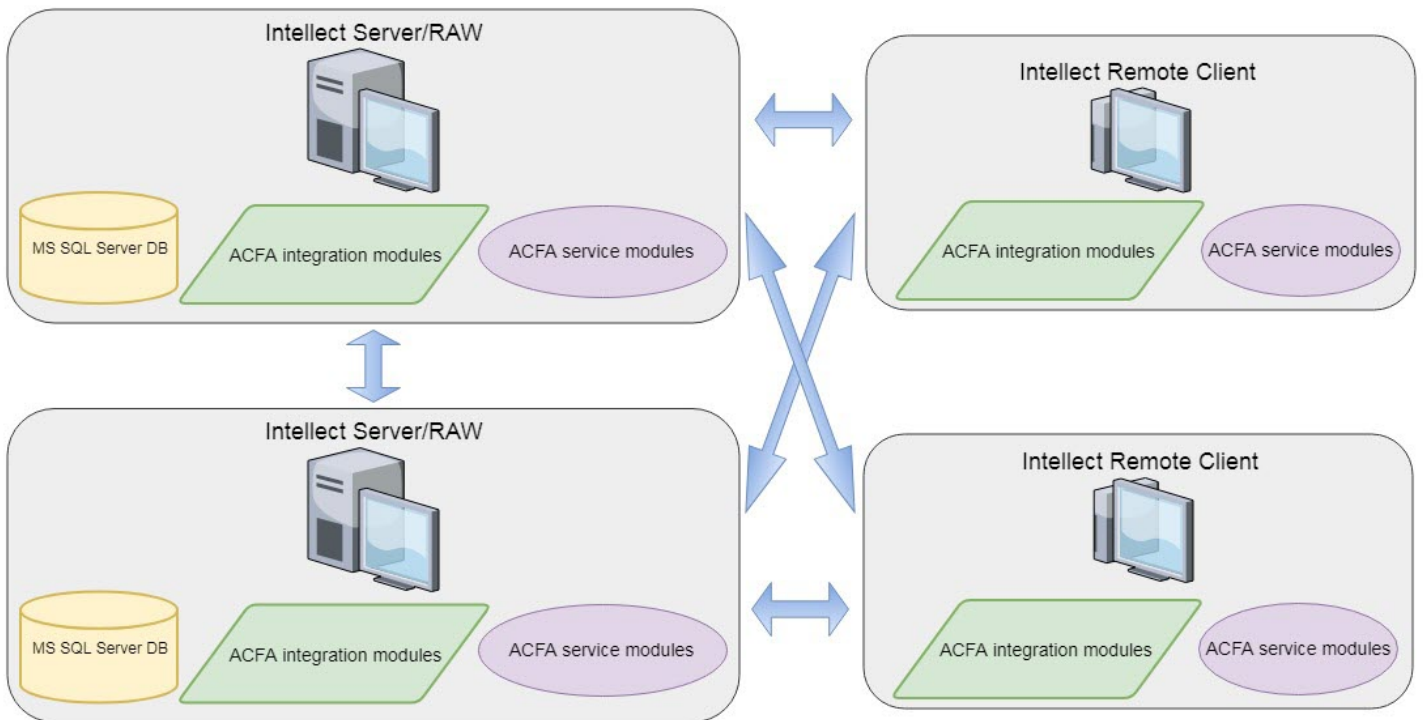 Intellect Server/RAW
MS SQL Server DB
ACFA integration modules
ACFA service modules
Intellect Remote Client
ACFA integration modules
ACFA service modules
Intellect Server/RAW
MS SQL Server DB
ACFA integration modules
ACFA service modules
Intellect Remote Client
ACFA integration modules
ACFA service modules